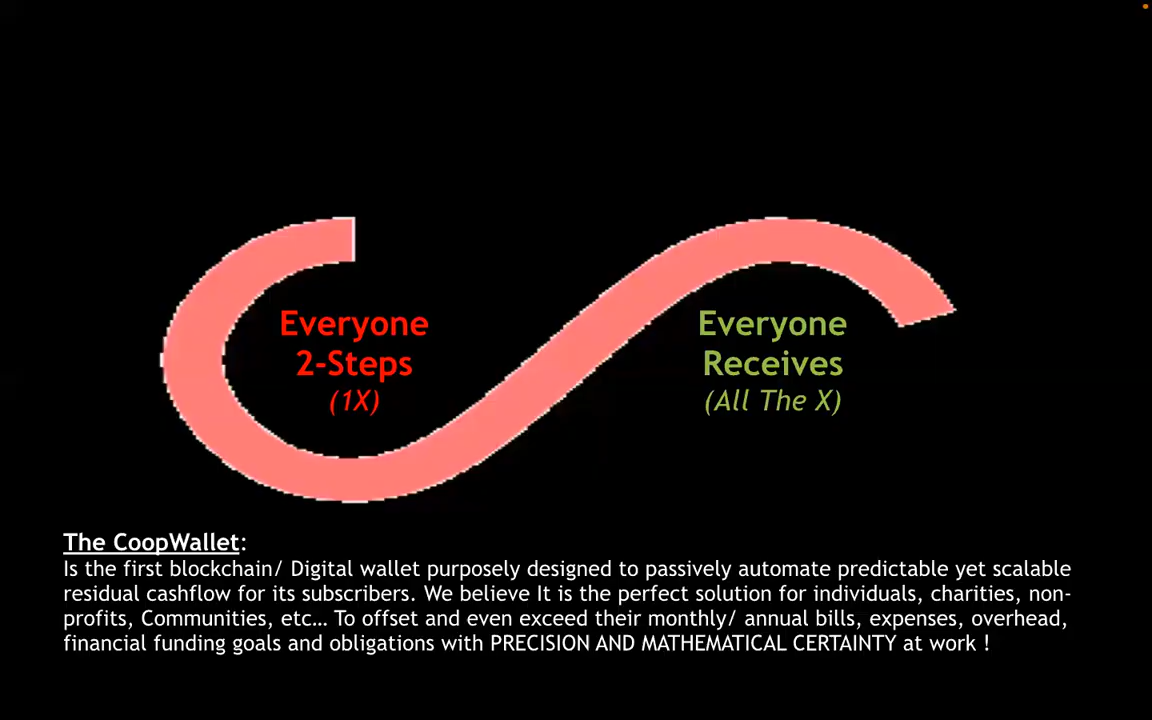 Everyone
2-Steps
(1X)
Everyone
Receives
(All The X)
The CoopWallet:
Is the first blockchain/ Digital wallet purposely designed to passively automate predictable yet scalable
residual cashflow for its subscribers. We believe It is the perfect solution for individuals, charities, non-
profits, Communities, etc… To offset and even exceed their monthly/ annual bills, expenses, overhead,
financial funding goals and obligations with PRECISION AND MATHEMATICAL CERTAINTY at work !